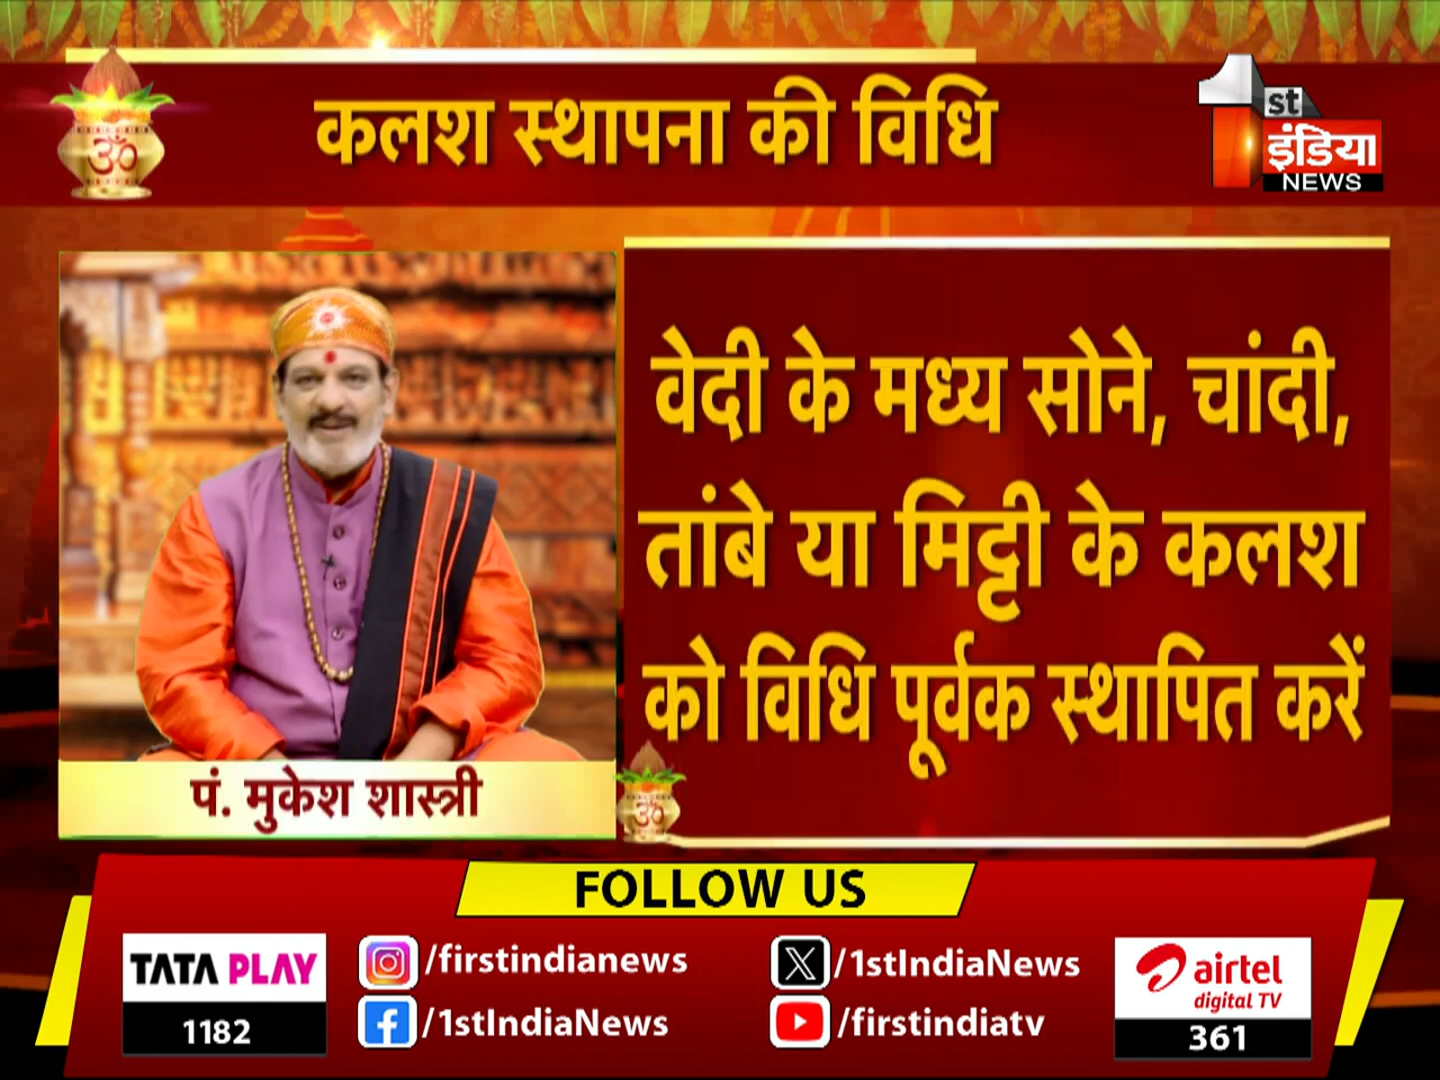 कलश स्थापना की विधि
1st
इंडिया
NEWS
वेदी के मध्य सोने, चांदी,
तांबे या मिट्टी के कलश
को विधि पूर्वक स्थापित करें
ॐ
ॐ
पं. मुकेश शास्त्री
FOLLOW US
TATA PLAY
1182
/firstindianews
/1stIndiaNews
/1stIndiaNews
/firstindiatv
airtel
digital TV
361